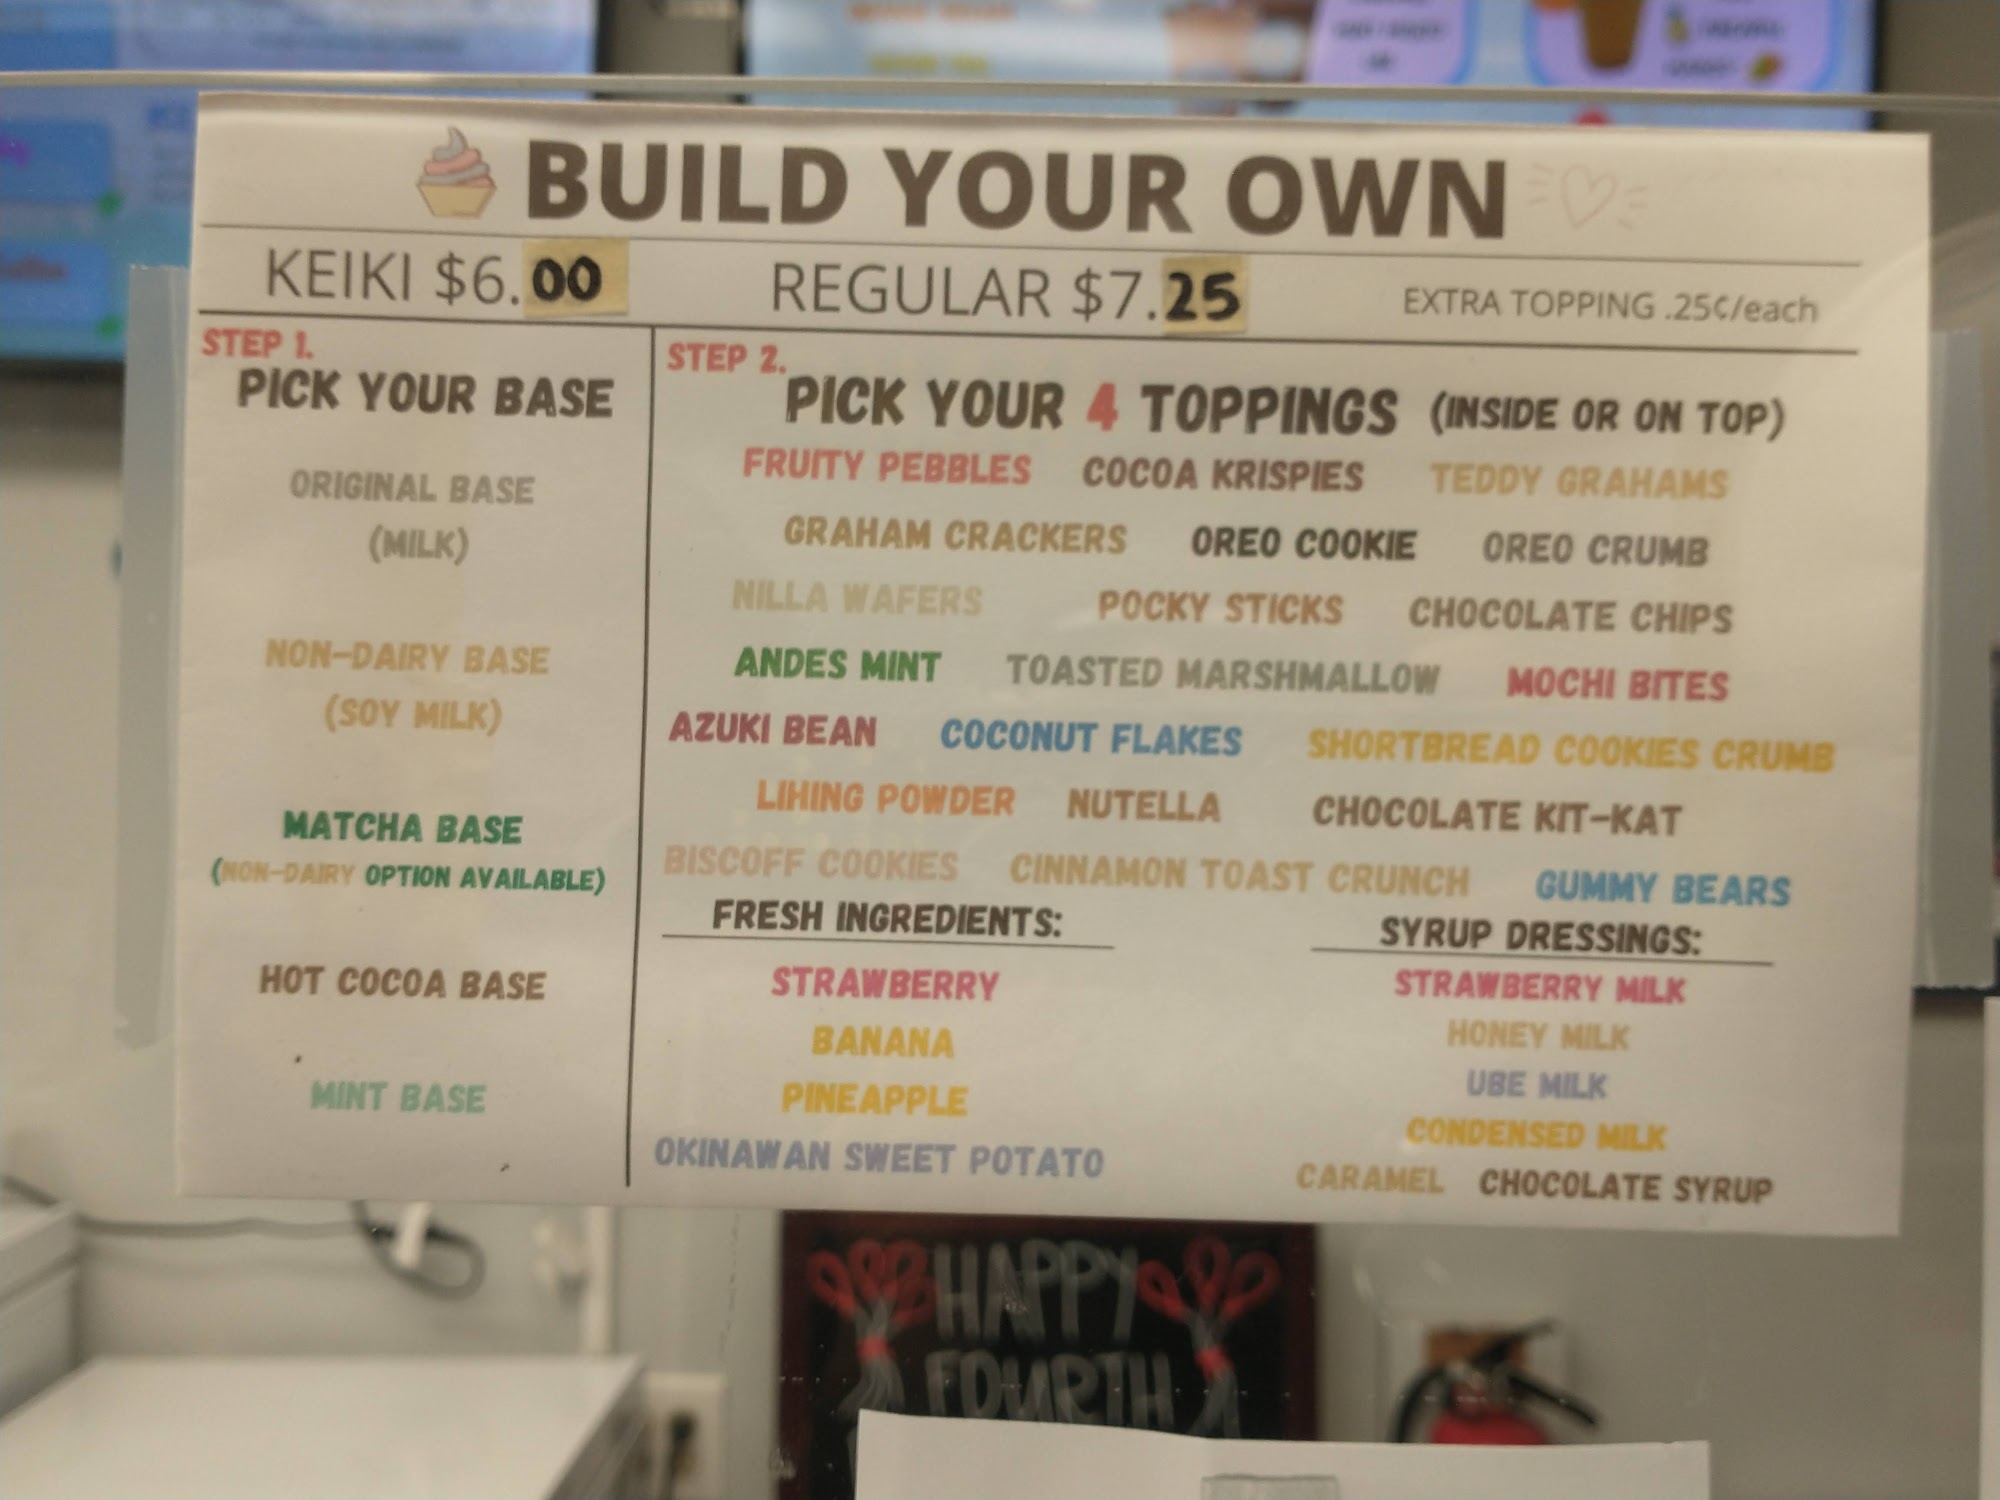 BUILD YOUR OWN
KEIKI $6.00 REGULAR $7.25 EXTRA TOPPING .25¢/each
STEP 1.
PICK YOUR BASE
ORIGINAL BASE
(MILK)
NON-DAIRY BASE
(SOY MILK)
MATCHA BASE
(NON-DAIRY OPTION AVAILABLE)
HOT COCOA BASE
MINT BASE
STEP 2.
PICK YOUR 4 TOPPINGS (INSIDE OR ON TOP)
FRUITY PEBBLES COCOA KRISPIES TEDDY GRAHAMS
GRAHAM CRACKERS OREO COOKIE OREO CRUMB
NILLA WAFERS POCKY STICKS CHOCOLATE CHIPS
ANDES MINT TOASTED MARSHMALLOW MOCHI BITES
AZUKI BEAN COCONUT FLAKES SHORTBREAD COOKIES CRUMB
LIHING POWDER NUTELLA CHOCOLATE KIT-KAT
BISCOFF COOKIES CINNAMON TOAST CRUNCH GUMMY BEARS
FRESH INGREDIENTS:
STRAWBERRY
BANANA
PINEAPPLE
OKINAWAN SWEET POTATO
SYRUP DRESSINGS:
STRAWBERRY MILK
HONEY MILK
UBE MILK
CONDENSED MILK
CARAMEL CHOCOLATE SYRUP
HAPPY
FOURTH